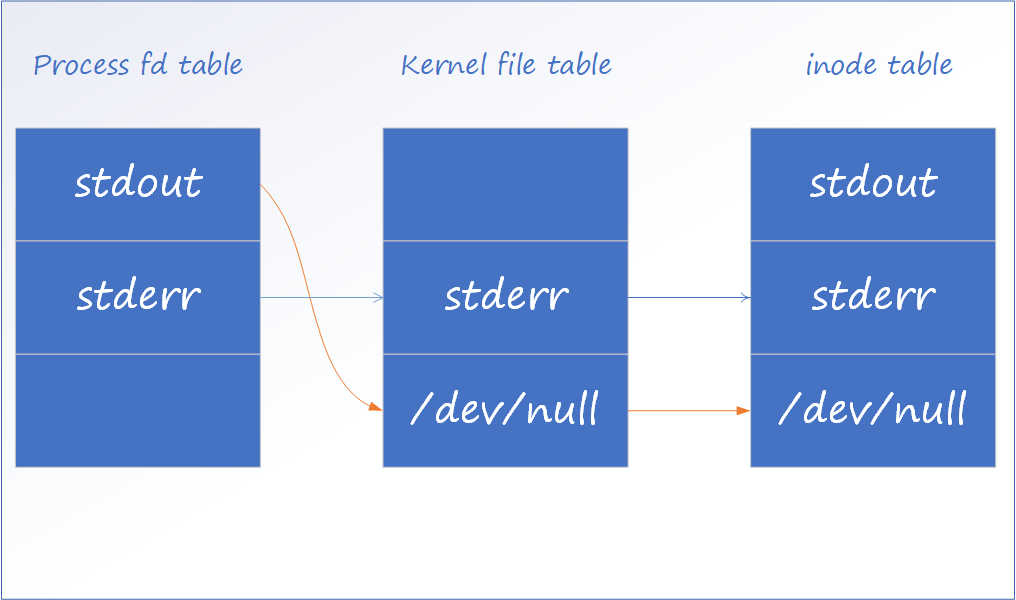 Process fd table
Kernel file table
inode table
stdout
stdout
stderr
stderr
stderr
/dev/null
/dev/null